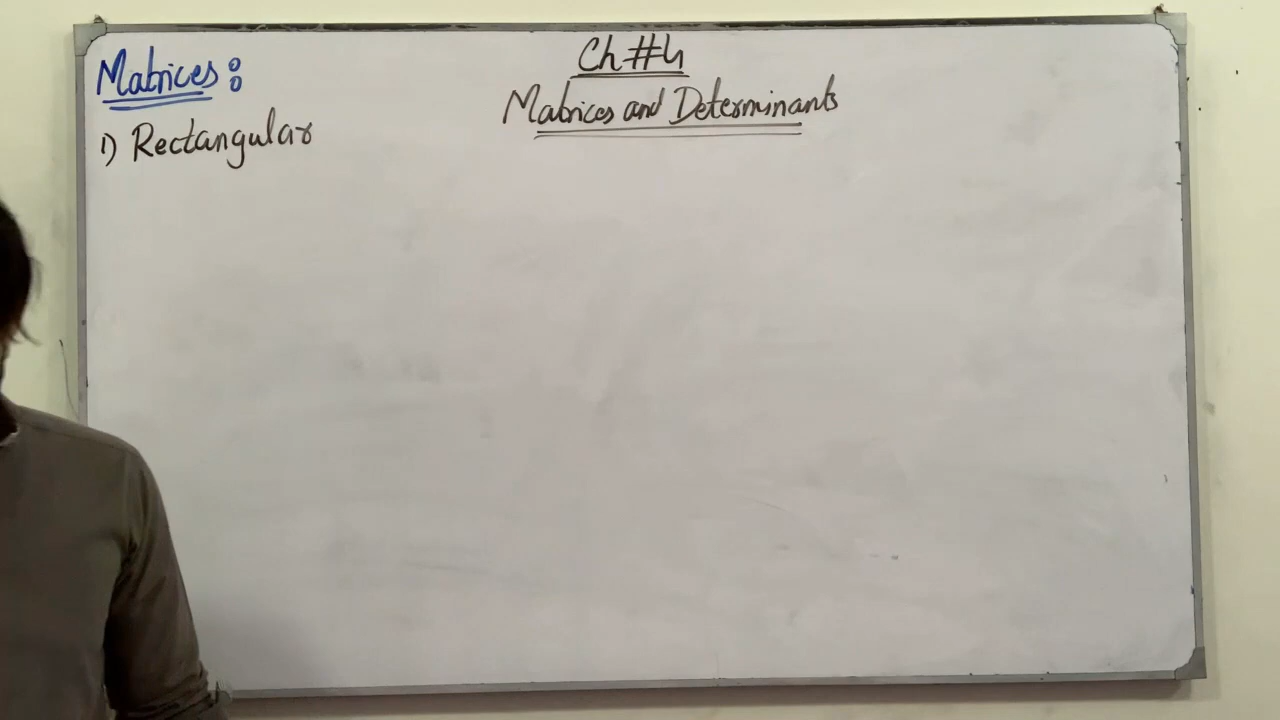 Ch #4
Matrices and Determinants
Matrices:
1) Rectangular